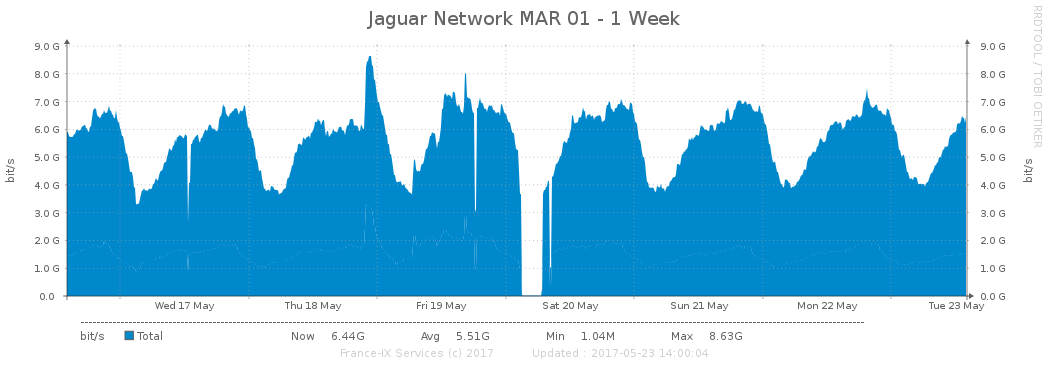 Jaguar Network MAR 01 - 1 Week
RRDTOOL / TOBI OETIKER
bit/s
9.0 G 9.0 G
8.0 G 8.0 G
7.0 G 7.0 G
6.0 G 6.0 G
5.0 G 5.0 G
4.0 G 4.0 G
3.0 G 3.0 G
2.0 G 2.0 G
1.0 G 1.0 G
0.0 0.0 G
bit/s
Wed 17 May Thu 18 May Fri 19 May Sat 20 May Sun 21 May Mon 22 May Tue 23 May
bit/s Total Now 6.44G Avg 5.51G Min 1.04M Max 8.63G
France-IX Services (c) 2017 Updated : 2017-05-23 14:00:04